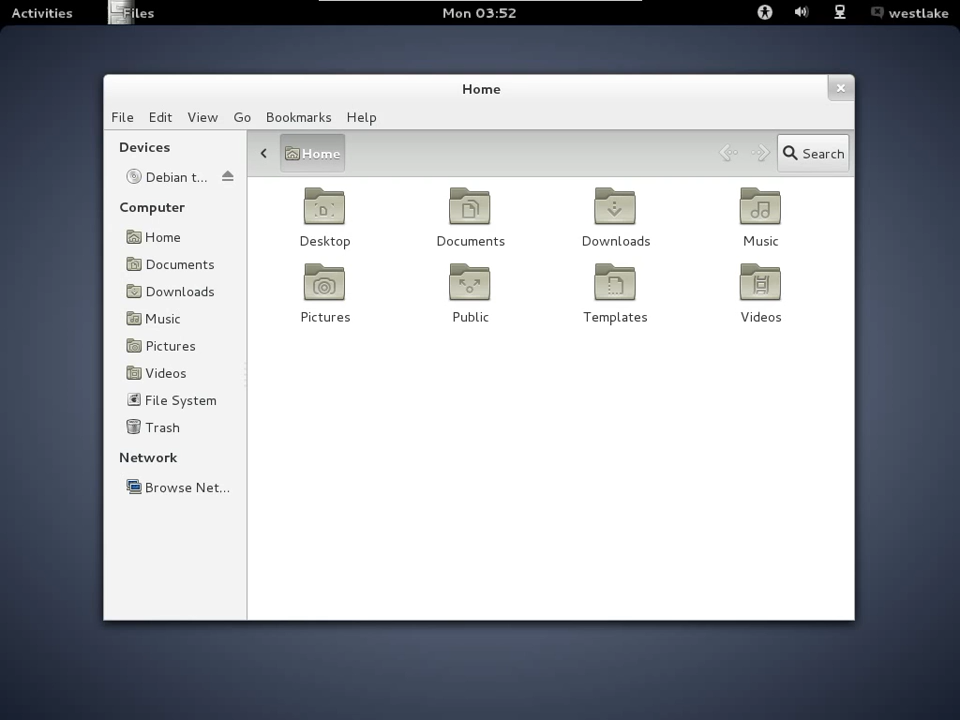 Activities Files Mon 03:52 westlake
Home
File Edit View Go Bookmarks Help
Devices
Debian t...
Computer
Home
Documents
Downloads
Music
Pictures
Videos
File System
Trash
Network
Browse Net...
Home Search
Desktop Documents Downloads Music
Pictures Public Templates Videos